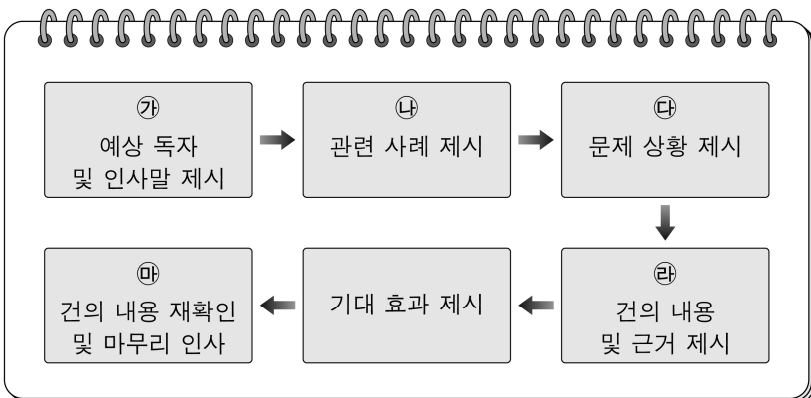 ㉮
예상 독자
및 인사말 제시
㉯
관련 사례 제시
㉰
문제 상황 제시
㉱
건의 내용
및 근거 제시
기대 효과 제시
㉲
건의 내용 재확인
및 마무리 인사